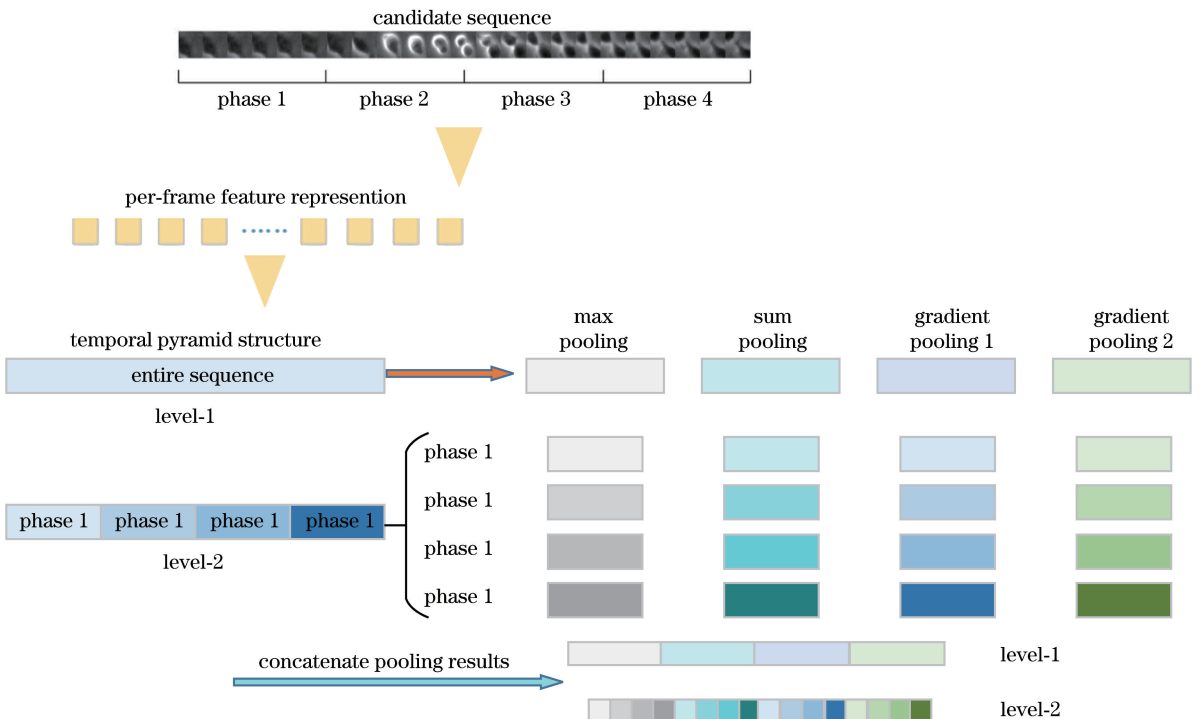 candidate sequence
phase 1 phase 2 phase 3 phase 4
per-frame feature represention
temporal pyramid structure
entire sequence
level-1
max pooling
sum pooling
gradient pooling 1
gradient pooling 2
phase 1 phase 1 phase 1 phase 1
level-2
phase 1
phase 1
phase 1
phase 1
concatenate pooling results
level-1
level-2